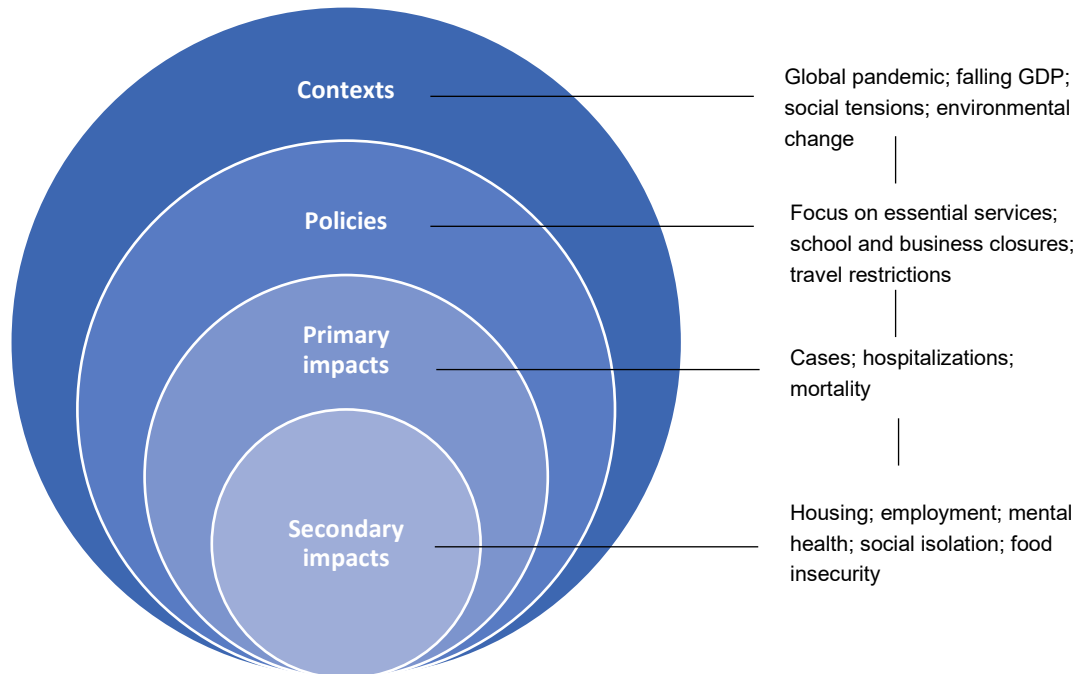 Contexts
Global pandemic; falling GDP;
social tensions; environmental
change
Policies
Focus on essential services;
school and business closures;
travel restrictions
Primary
impacts
Cases; hospitalizations;
mortality
Secondary
impacts
Housing; employment; mental
health; social isolation; food
insecurity